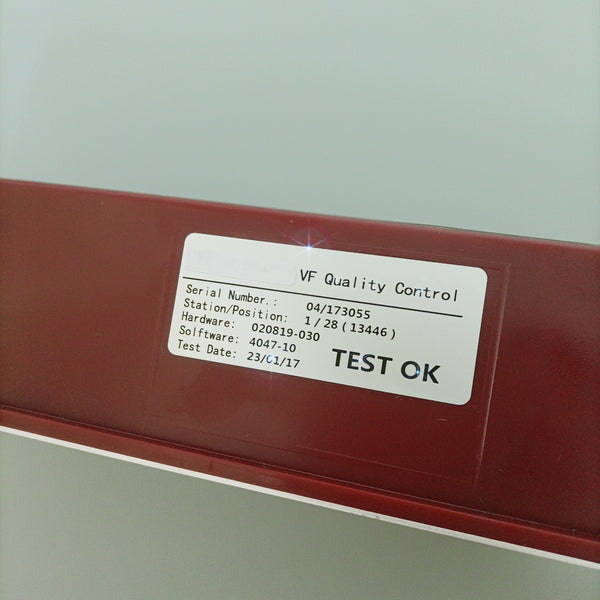 VF Quality Control
Serial Number.: 04/173055
Station/Position: 1/28(13446)
Hardware: 020819-030
Solftware: 4047-10
Test Date: 23/01/17
TEST OK